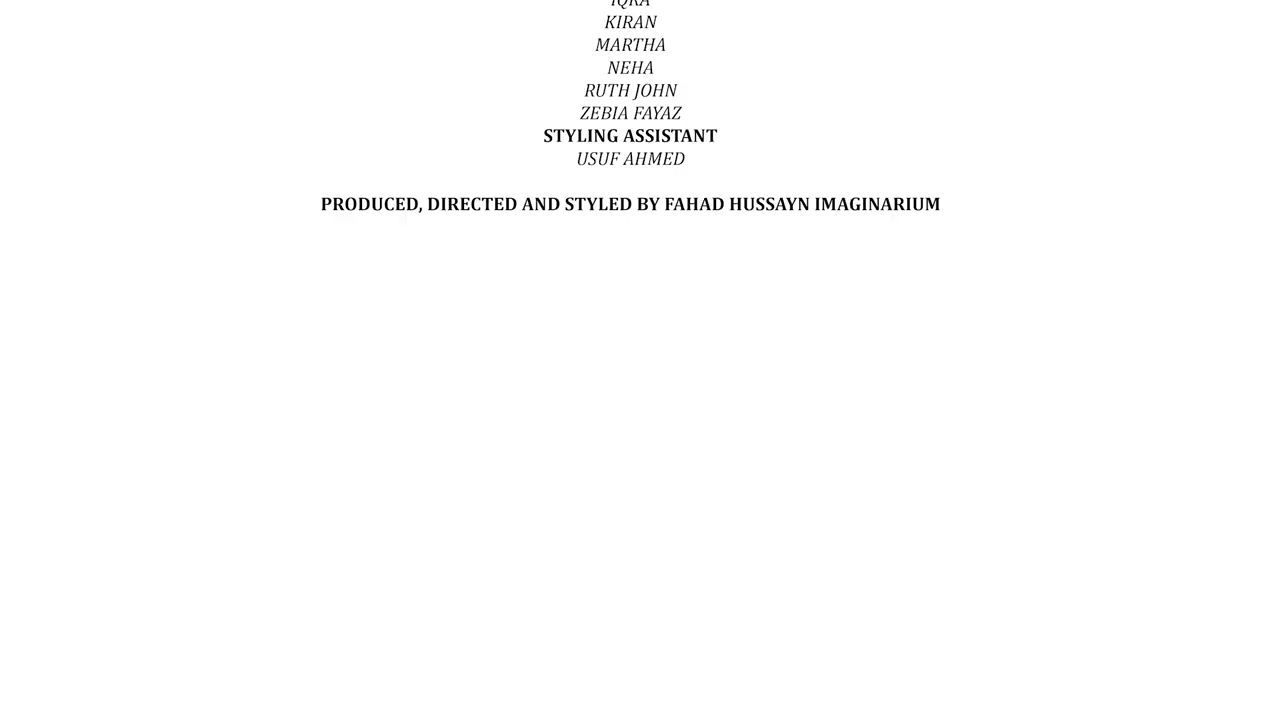 IQRA
KIRAN
MARTHA
NEHA
RUTH JOHN
ZEBIA FAYAZ
STYLING ASSISTANT
USUF AHMED
PRODUCED, DIRECTED AND STYLED BY FAHAD HUSSAYN IMAGINARIUM